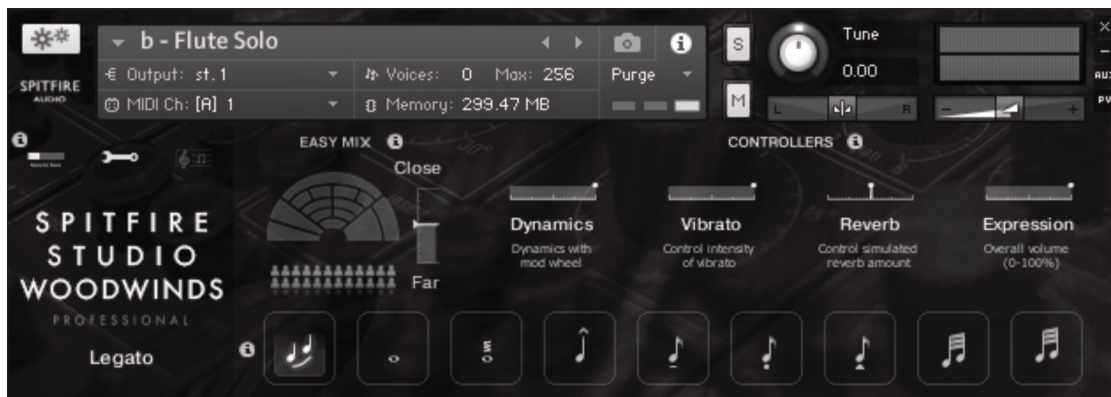 b - Flute Solo
Output: st. 1
Voices: 0 Max: 256
Purge
MIDI Ch: [A] 1
Memory: 299.47 MB
S
M
Tune
0.00
L R
- +
×
-
AUX
PV
SPITFIRE
AUDIO
EASY MIX
CONTROLLERS
Close
Far
Dynamics
Dynamics with
mod wheel
Vibrato
Control intensity
of vibrato
Reverb
Control simulated
reverb amount
Expression
Overall volume
(0-100%)
SPITFIRE
STUDIO
WOODWINDS
PROFESSIONAL
Legato